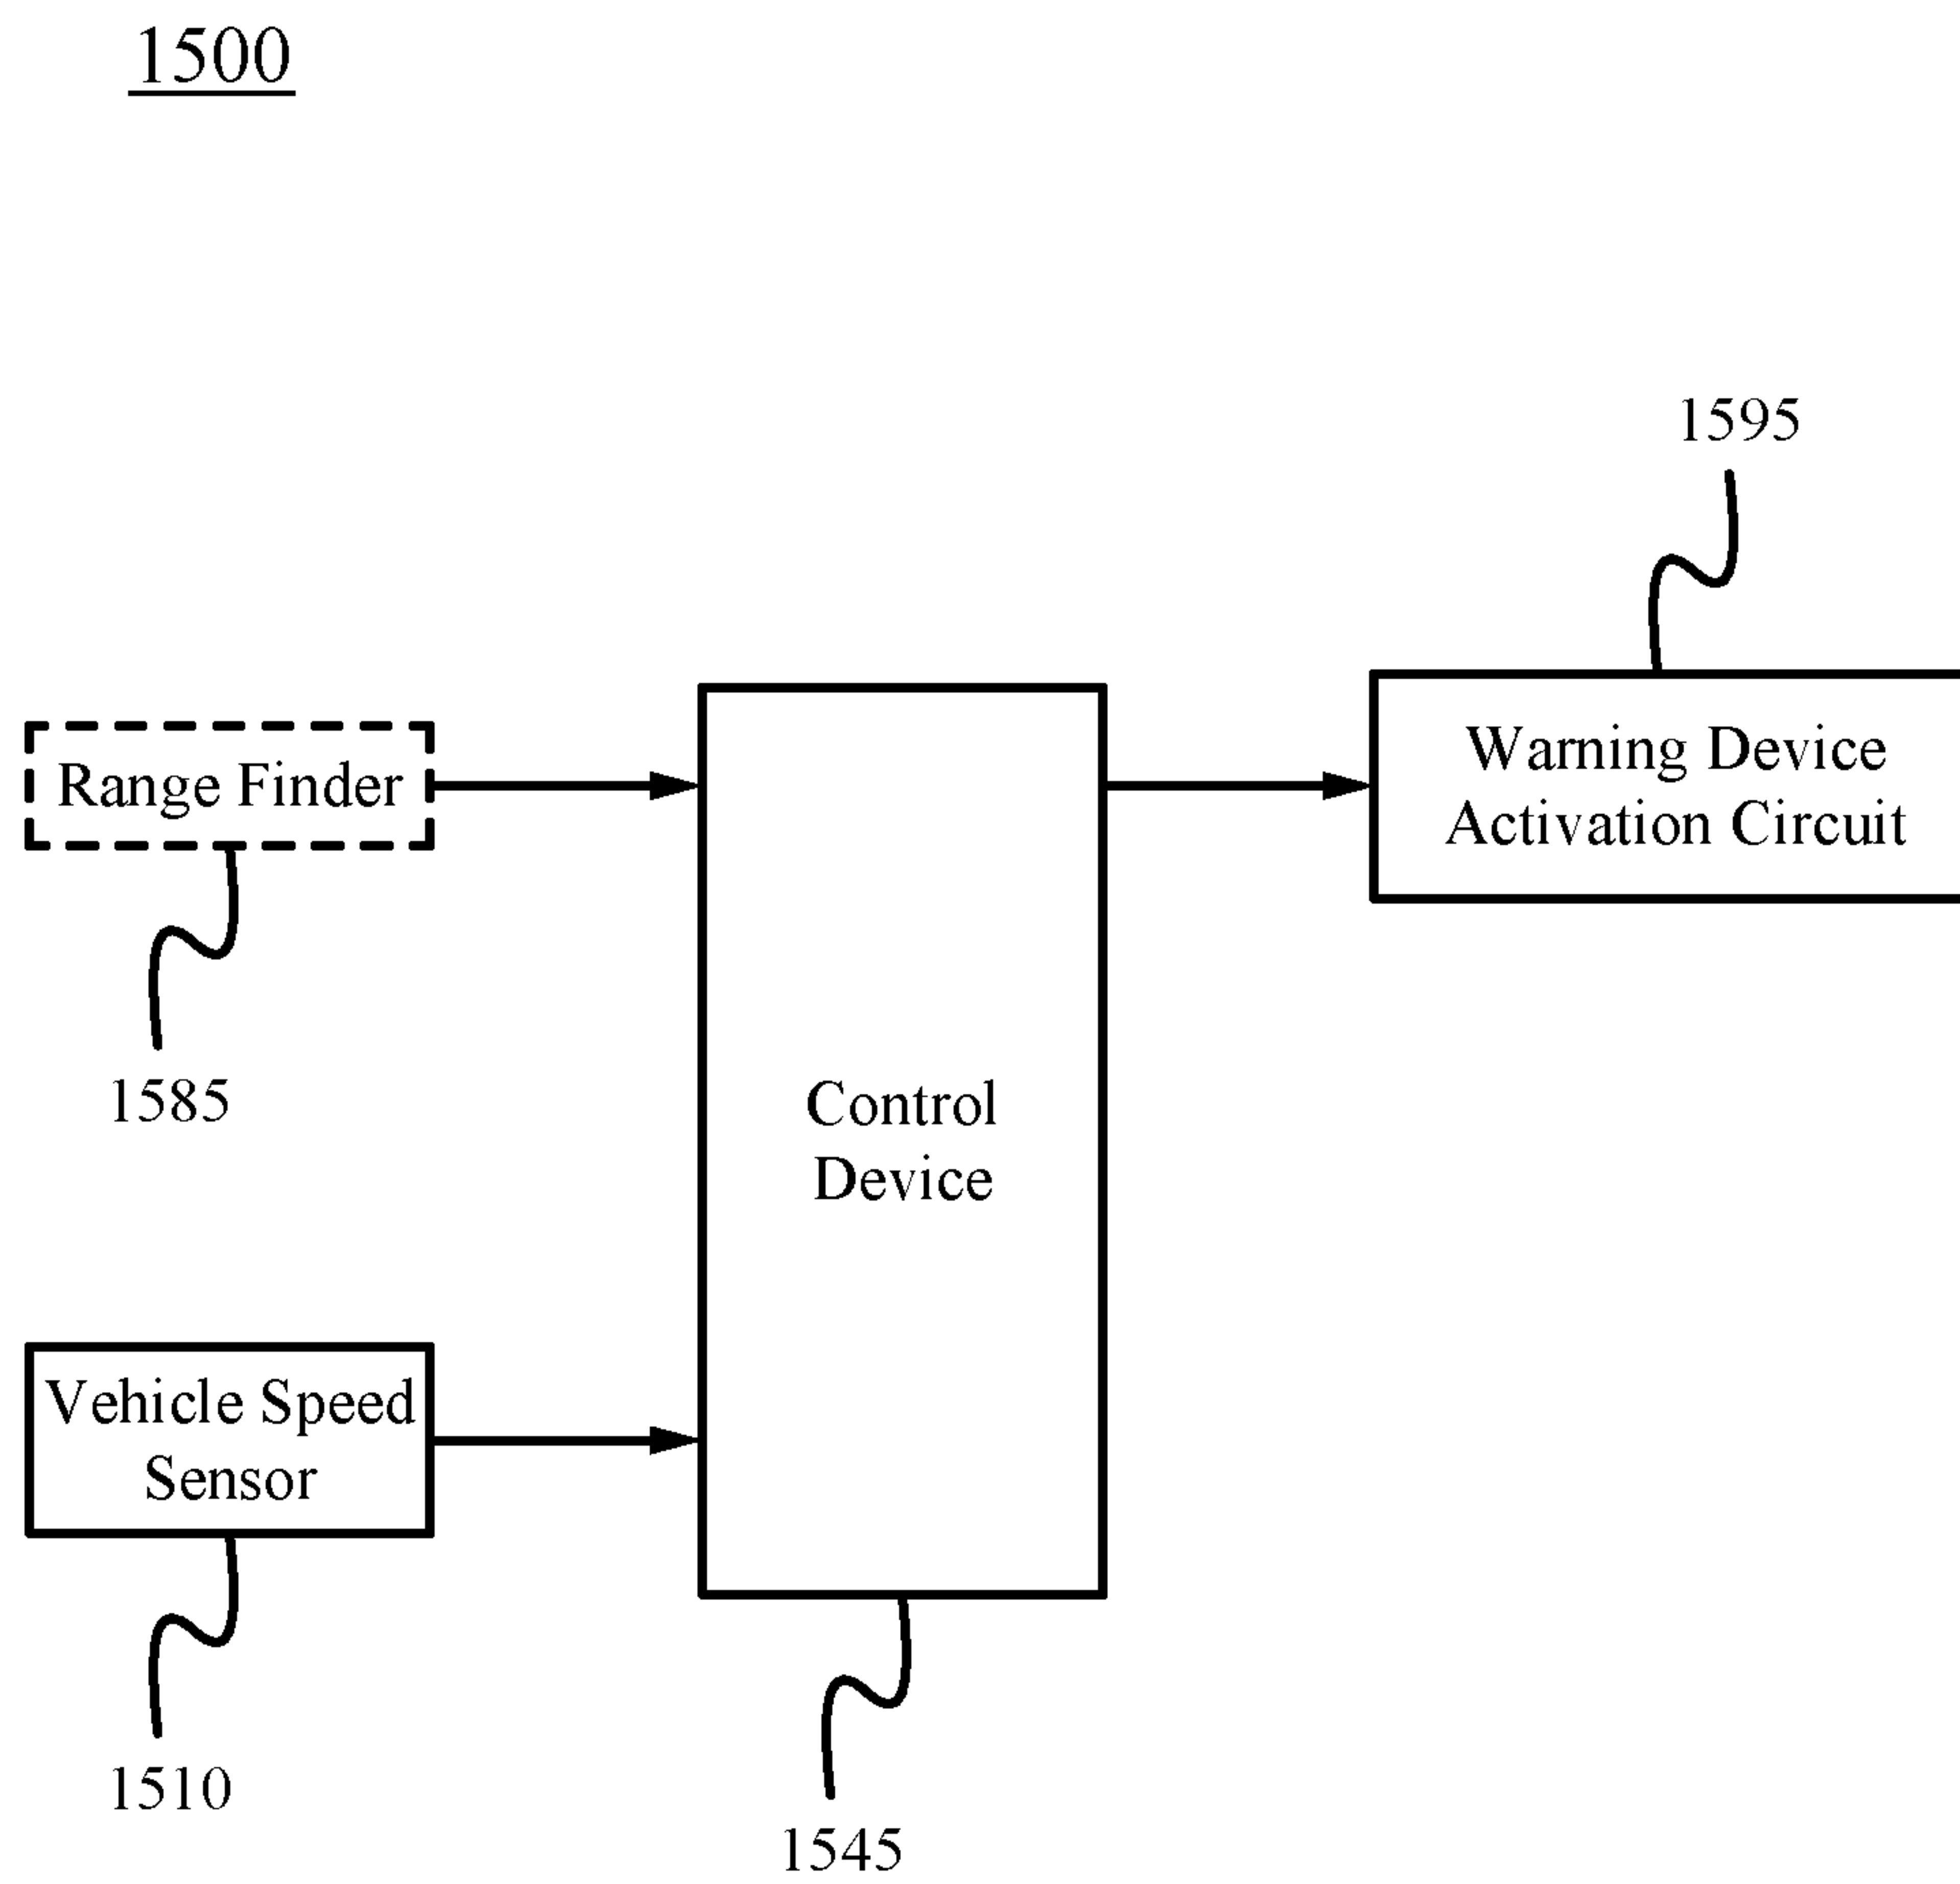 1500
1595
Range Finder
Warning Device
Activation Circuit
1585
Control
Device
Vehicle Speed
Sensor
1510
1545